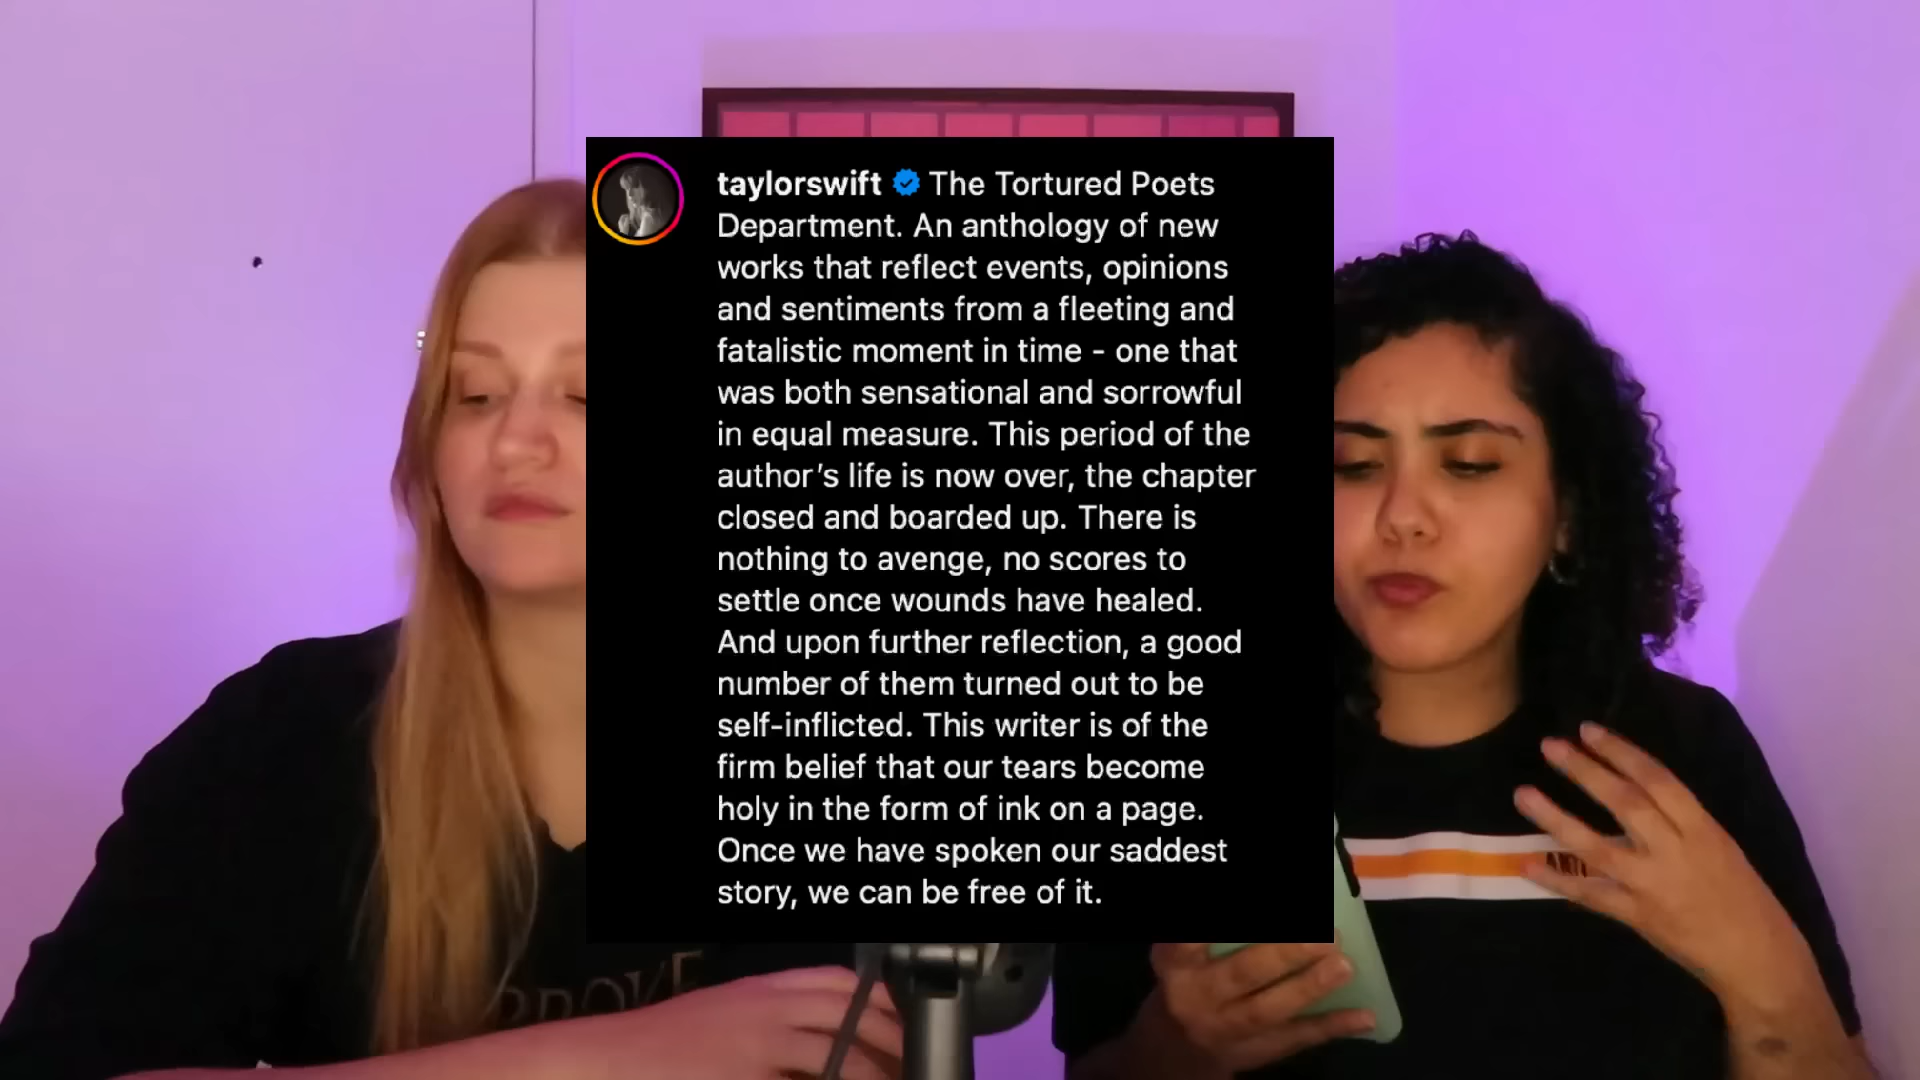 taylorswift The Tortured Poets
Department. An anthology of new
works that reflect events, opinions
and sentiments from a fleeting and
fatalistic moment in time - one that
was both sensational and sorrowful
in equal measure. This period of the
author’s life is now over, the chapter
closed and boarded up. There is
nothing to avenge, no scores to
settle once wounds have healed.
And upon further reflection, a good
number of them turned out to be
self-inflicted. This writer is of the
firm belief that our tears become
holy in the form of ink on a page.
Once we have spoken our saddest
story, we can be free of it.